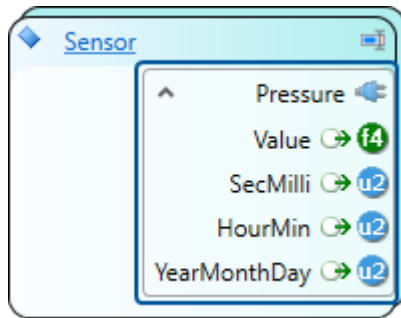 Sensor
Pressure
Value f4
SecMilli u2
HourMin u2
YearMonthDay u2